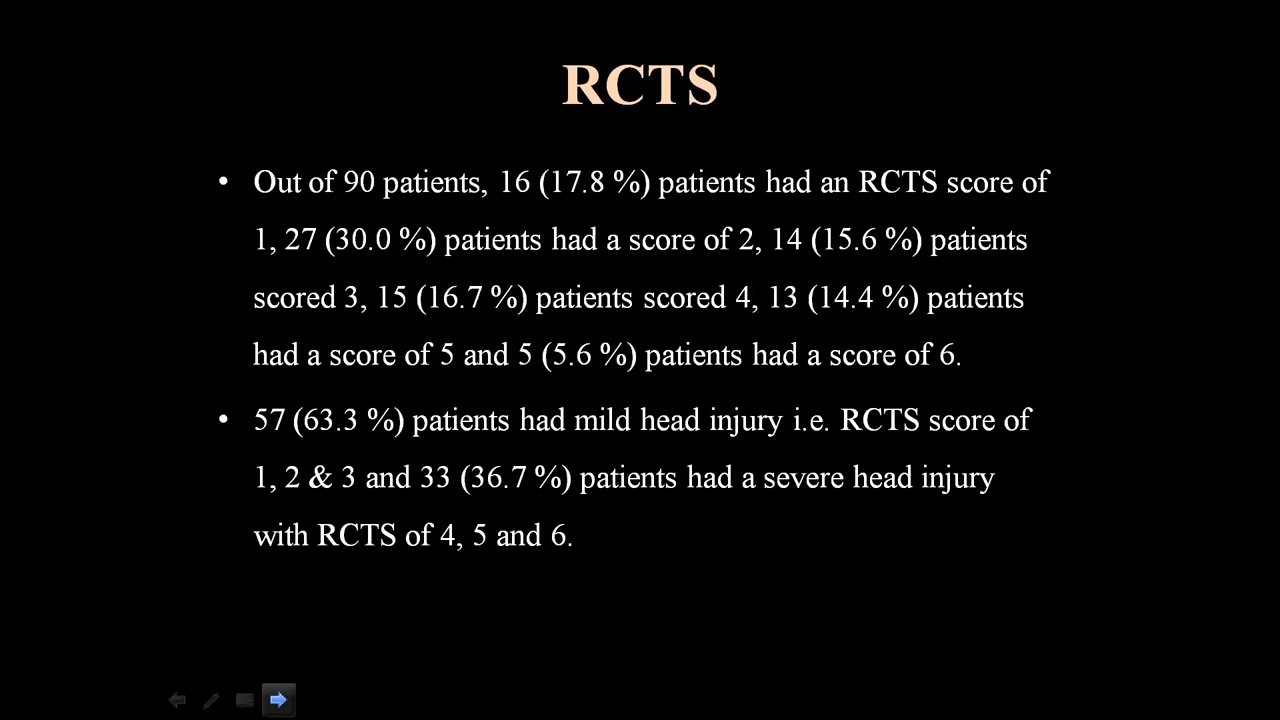 RCTS
• Out of 90 patients, 16 (17.8 %) patients had an RCTS score of
1, 27 (30.0 %) patients had a score of 2, 14 (15.6 %) patients
scored 3, 15 (16.7 %) patients scored 4, 13 (14.4 %) patients
had a score of 5 and 5 (5.6 %) patients had a score of 6.
• 57 (63.3 %) patients had mild head injury i.e. RCTS score of
1, 2 & 3 and 33 (36.7 %) patients had a severe head injury
with RCTS of 4, 5 and 6.